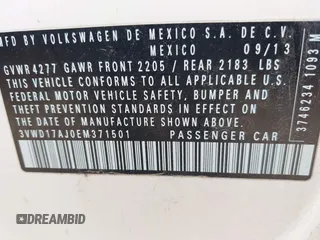 MFD. BY VOLKSWAGEN DE MEXICO S.A. DE C.V.
MEXICO 09/13
GVWR 4277 GAWR FRONT 2205 / REAR 2183 LBS
THIS VEHICLE CONFORMS TO ALL APPLICABLE U.S.
FEDERAL MOTOR VEHICLE SAFETY, BUMPER AND
THEFT PREVENTION STANDARDS IN EFFECT ON
THE DATE OF MANUFACTURE SHOWN ABOVE.
3VWD17AJ0EM371501 PASSENGER CAR
3746234 1093 M
DREAMBID